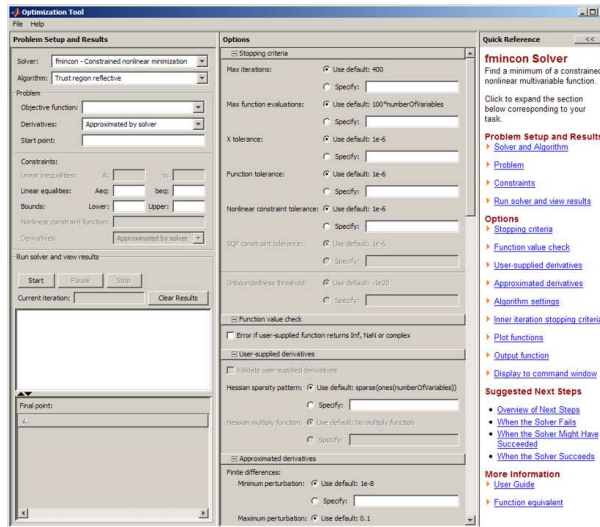 Optimization Tool
File Help
Problem Setup and Results
Solver: fmincon - Constrained nonlinear minimization
Algorithm: Trust region reflective
Problem
Objective function:
Derivatives: Approximated by solver
Start point:
Constraints:
Linear inequalities: A: b:
Linear equalities: Aeq: beq:
Bounds: Lower: Upper:
Nonlinear constraint function:
Derivatives: Approximated by solver
Run solver and view results
Start Pause Stop
Current iteration: Clear Results
Final point:
Options
Stopping criteria
Max iterations: Use default: 400
Specify:
Max function evaluations: Use default: 100*numberOfVariables
Specify:
X tolerance: Use default: 1e-6
Specify:
Function tolerance: Use default: 1e-6
Specify:
Nonlinear constraint tolerance: Use default: 1e-6
Specify:
SQP constraint tolerance: Use default: 1e-6
Specify:
Unboundedness threshold: Use default: -1e20
Specify:
Function value check
Error if user-supplied function returns Inf, NaN or complex
User-supplied derivatives
Validate user-supplied derivatives
Hessian sparsity pattern: Use default: sparse(ones(numberOfVariables))
Specify:
Hessian multiply function: Use default: No multiply function
Specify:
Approximated derivatives
Finite differences:
Minimum perturbation: Use default: 1e-8
Specify:
Maximum perturbation: Use default: 0.1
Quick Reference <<
fmincon Solver
Find a minimum of a constrained
nonlinear multivariable function.
Click to expand the section
below corresponding to your
task.
Problem Setup and Results
Solver and Algorithm
Problem
Constraints
Run solver and view results
Options
Stopping criteria
Function value check
User-supplied derivatives
Approximated derivatives
Algorithm settings
Inner iteration stopping criteria
Plot functions
Output function
Display to command window
Suggested Next Steps
Overview of Next Steps
When the Solver Fails
When the Solver Might Have
Succeeded
When the Solver Succeeds
More Information
User Guide
Function equivalent